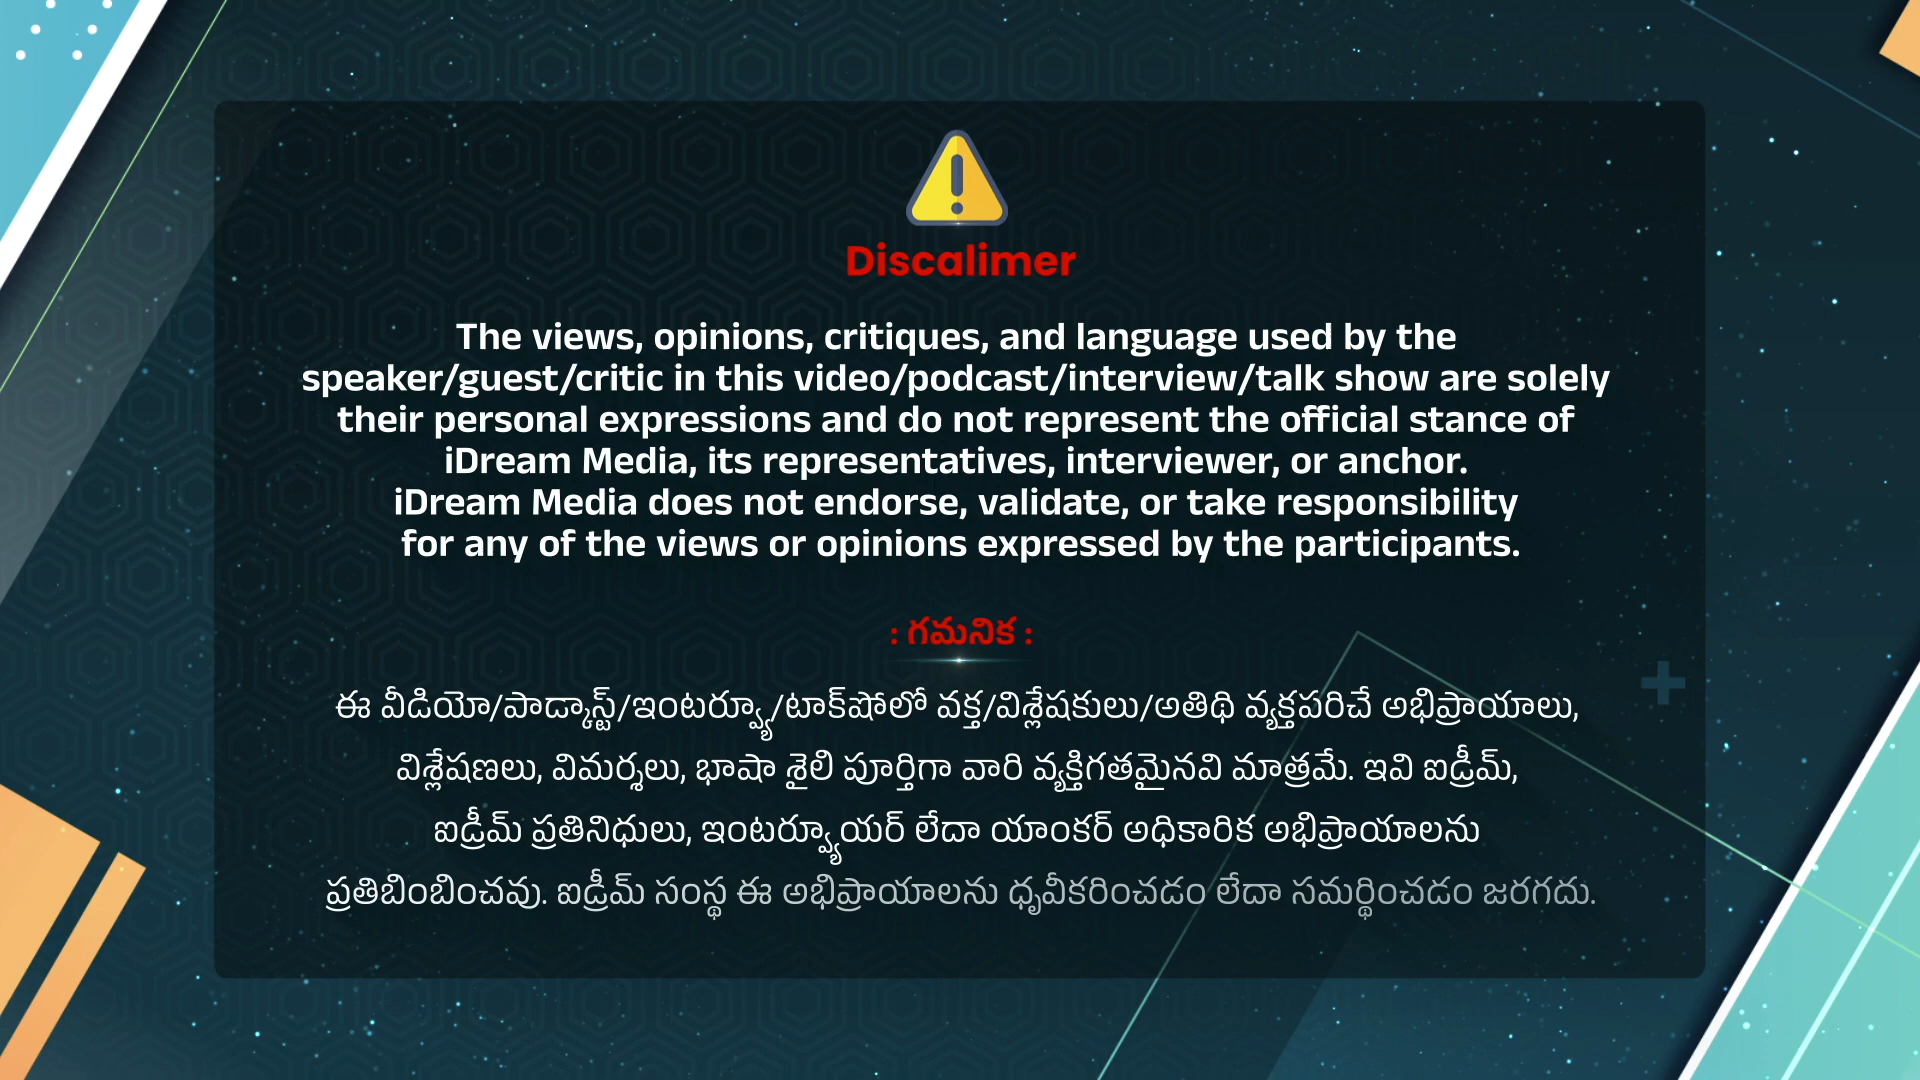 Discalimer
The views, opinions, critiques, and language used by the
speaker/guest/critic in this video/podcast/interview/talk show are solely
their personal expressions and do not represent the official stance of
iDream Media, its representatives, interviewer, or anchor.
iDream Media does not endorse, validate, or take responsibility
for any of the views or opinions expressed by the participants.
: గమనిక :
ఈ వీడియో/పాడ్కాస్ట్/ఇంటర్వ్యూ/టాక్‌షోలో వక్త/విశ్లేషకులు/అతిథి వ్యక్తపరిచే అభిప్రాయాలు,
విశ్లేషణలు, విమర్శలు, భాషా శైలి పూర్తిగా వారి వ్యక్తిగతమైనవి మాత్రమే. ఇవి ఐడ్రీమ్,
ఐడ్రీమ్ ప్రతినిధులు, ఇంటర్వ్యూయర్ లేదా యాంకర్ అధికారిక అభిప్రాయాలను
ప్రతిబింబించవు. ఐడ్రీమ్ సంస్థ ఈ అభిప్రాయాలను ధృవీకరించడం లేదా సమర్థించడం జరగదు.